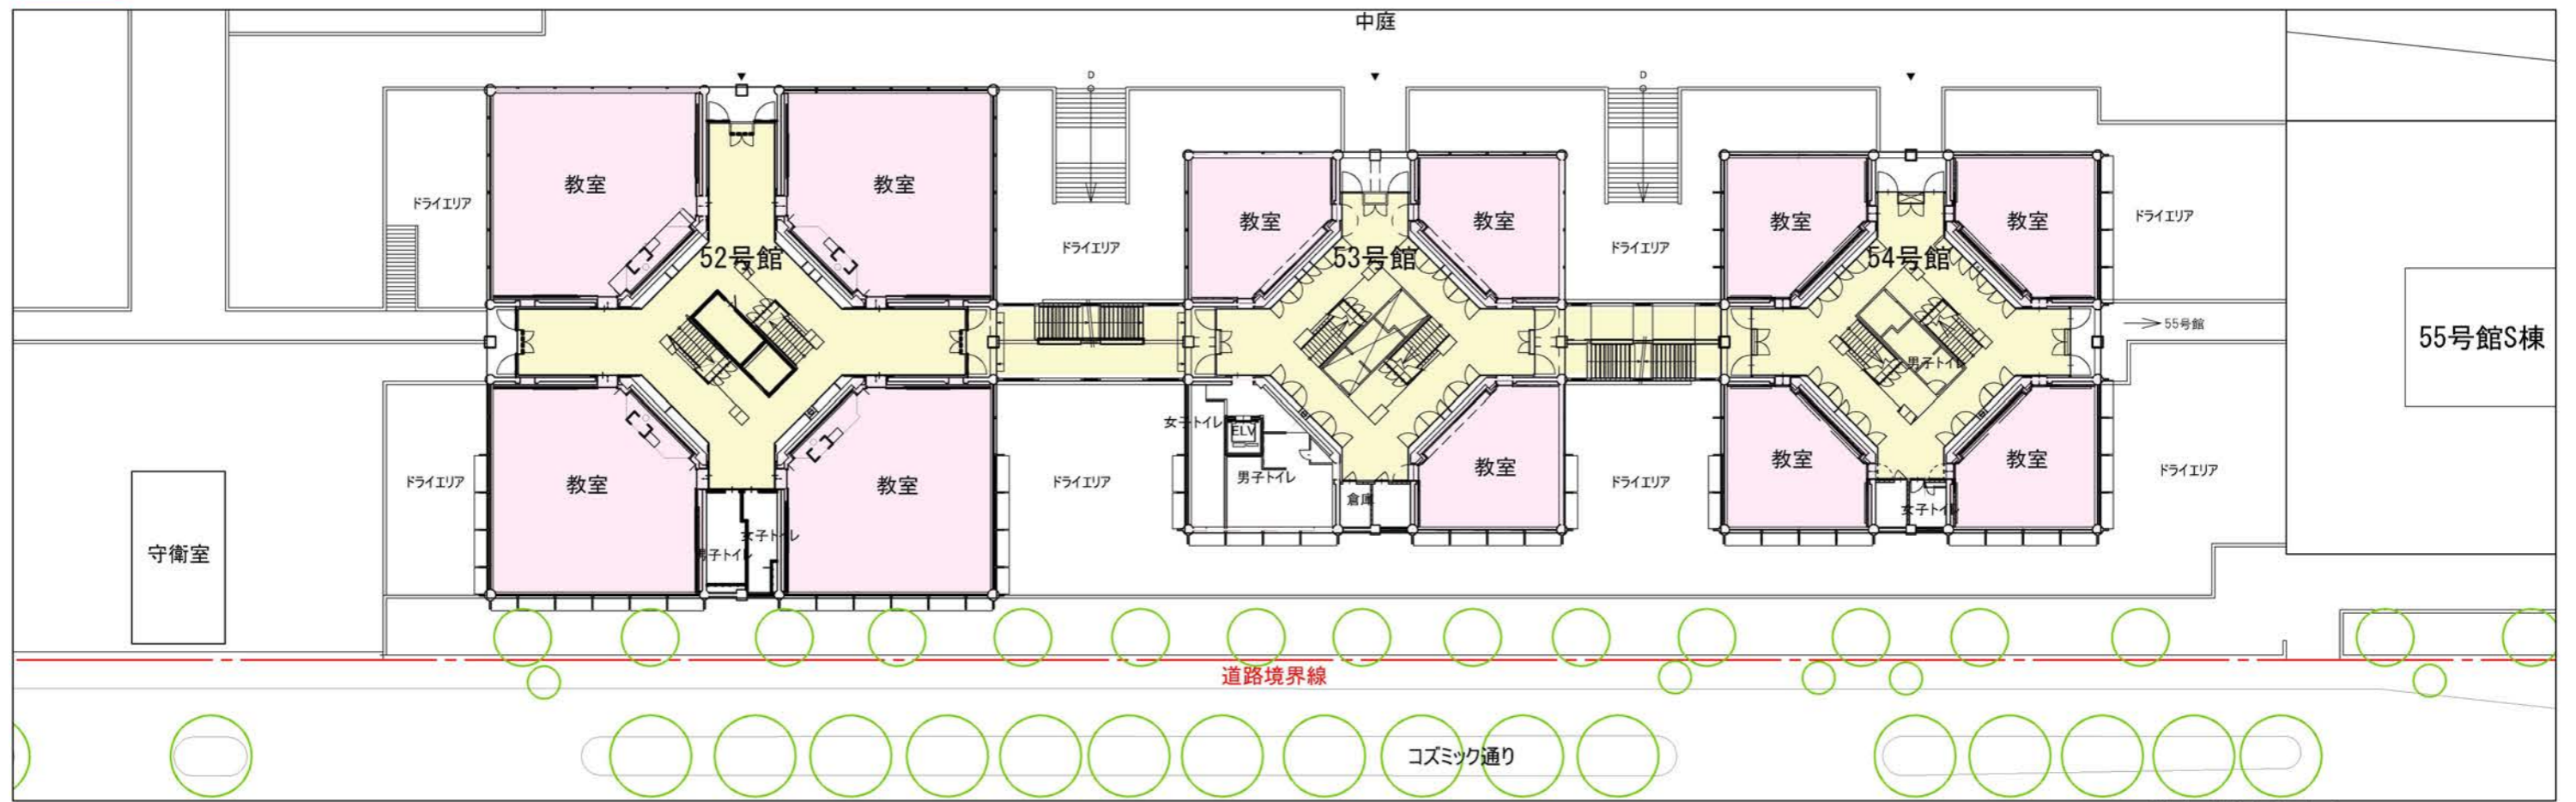 中庭
D
D
教室
教室
教室
教室
教室
教室
ドライエリア
ドライエリア
ドライエリア
ドライエリア
52号館
53号館
54号館
55号館
55号館S棟
男子トイレ
女子トイレ
ELV
教室
教室
教室
教室
教室
男子トイレ
倉庫
ドライエリア
ドライエリア
ドライエリア
ドライエリア
女子トイレ
女子トイレ
男子トイレ
守衛室
道路境界線
コズミック通り